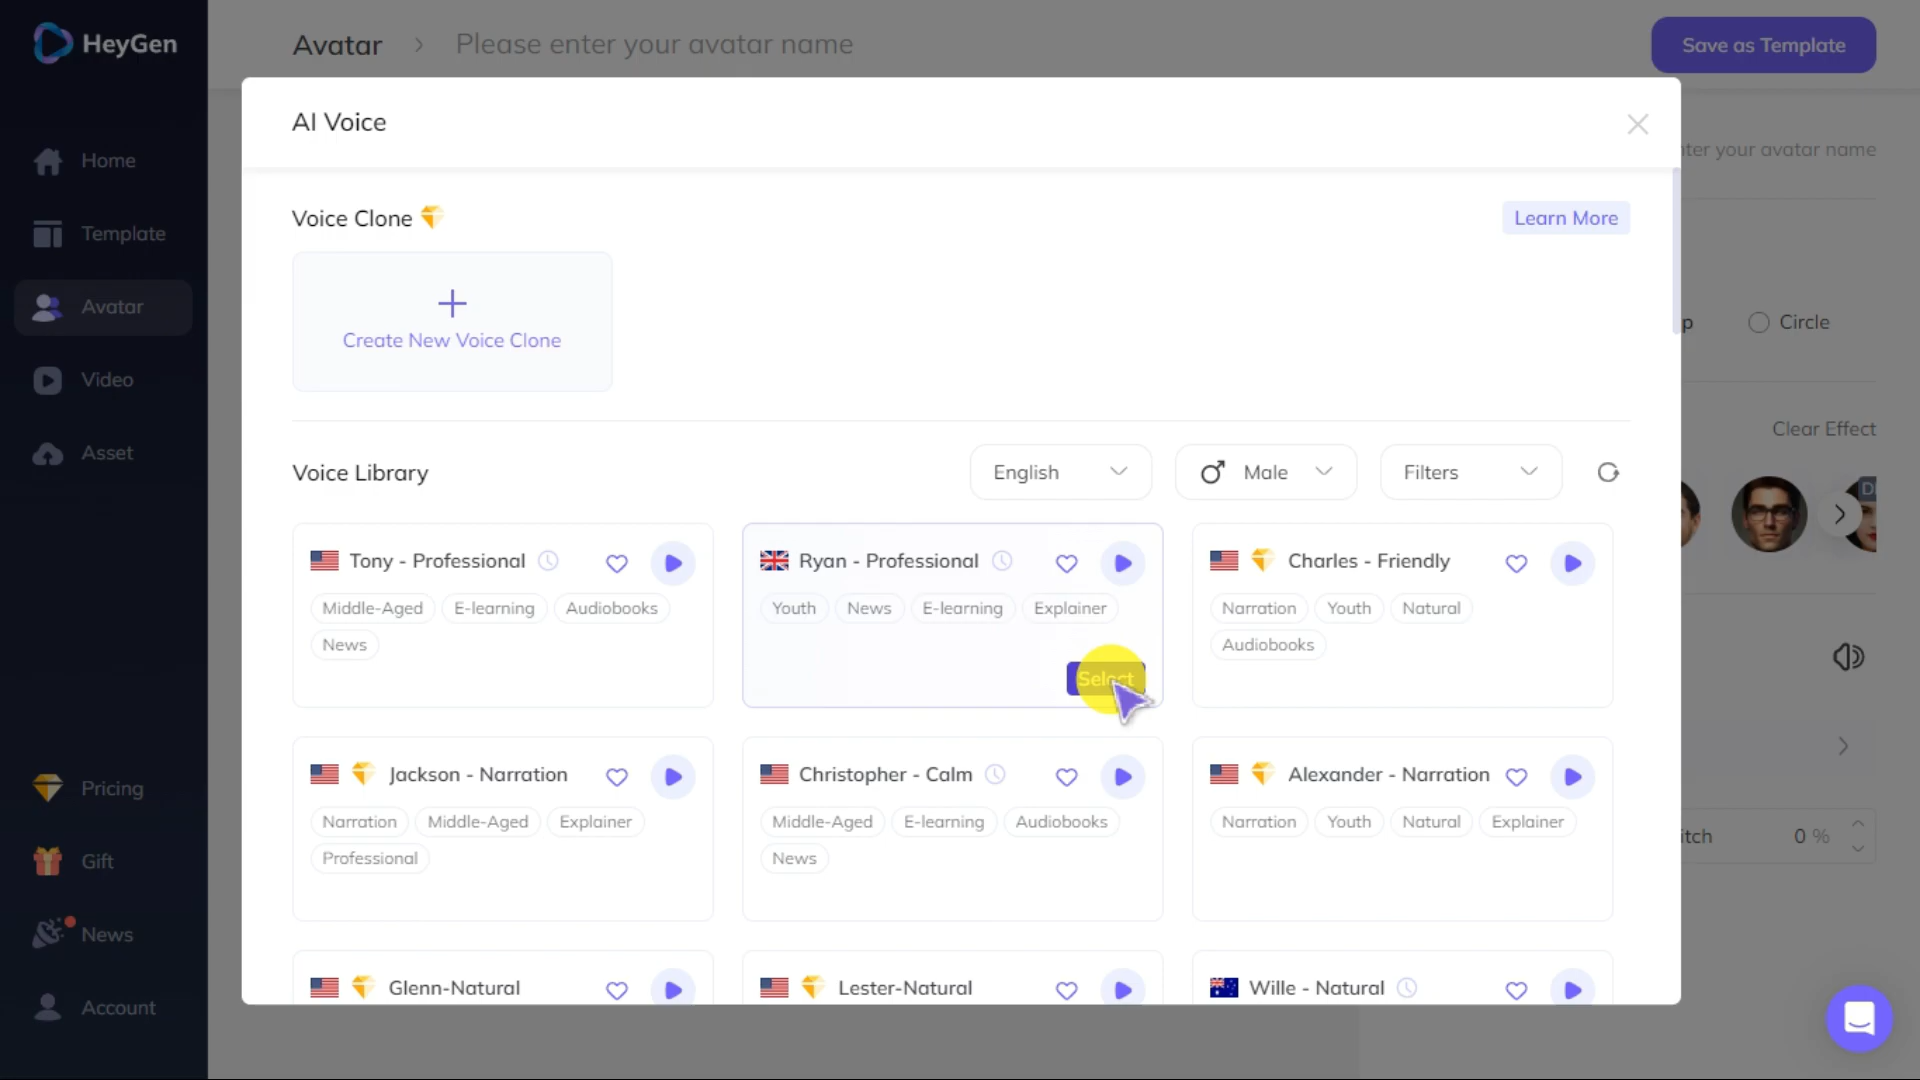 HeyGen
Avatar > Please enter your avatar name
Save as Template
Home
Template
Avatar
Video
Asset
Pricing
Gift
News
Account
AI Voice
Voice Clone
Learn More
+
Create New Voice Clone
Voice Library
English
Male
Filters
Tony - Professional
Middle-Aged E-learning Audiobooks
News
Ryan - Professional
Youth News E-learning Explainer
Select
Charles - Friendly
Narration Youth Natural
Audiobooks
Jackson - Narration
Narration Middle-Aged Explainer
Professional
Christopher - Calm
Middle-Aged E-learning Audiobooks
News
Alexander - Narration
Narration Youth Natural Explainer
Glenn-Natural
Lester-Natural
Wille - Natural
nter your avatar name
p
Circle
Clear Effect
itch 0 %